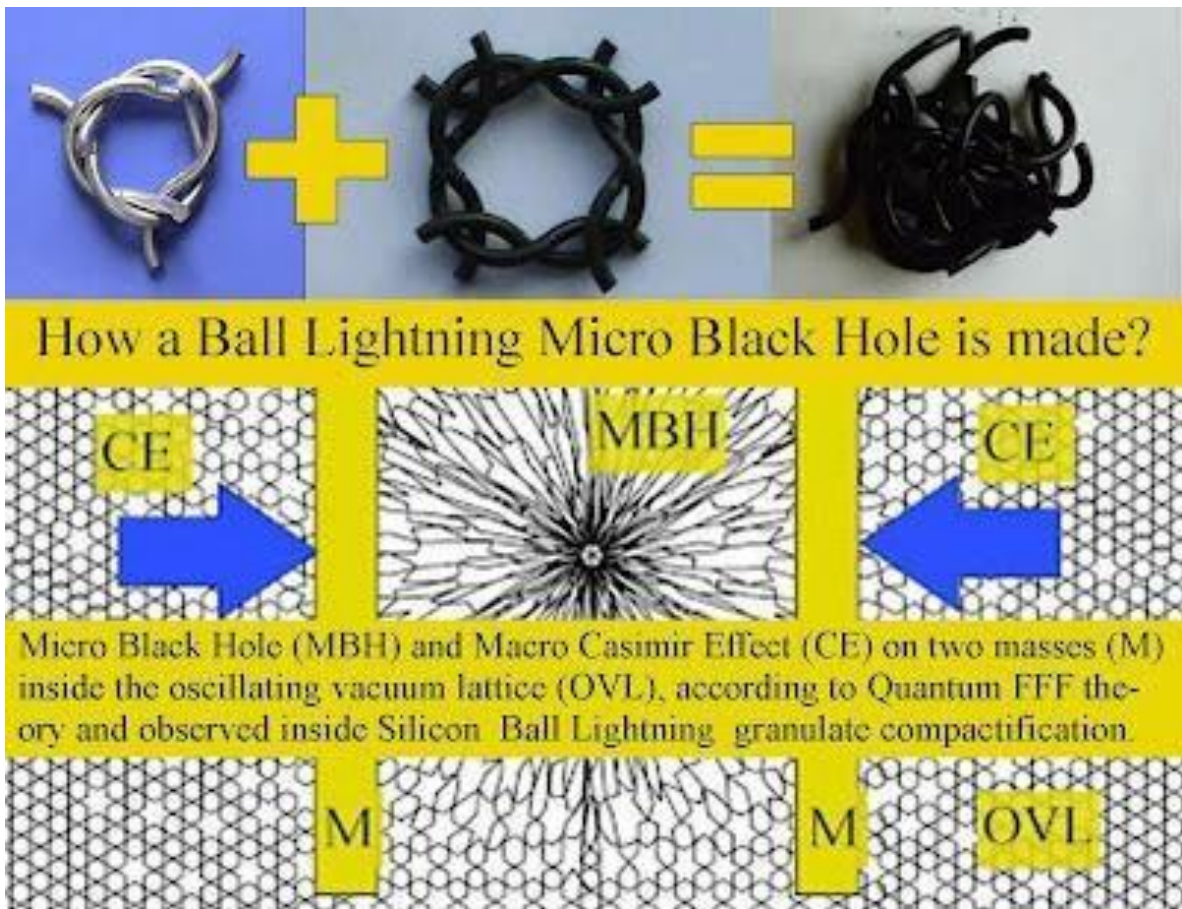 How a Ball Lightning Micro Black Hole is made?
CE
MBH
CE
Micro Black Hole (MBH) and Macro Casimir Effect (CE) on two masses (M)
inside the oscillating vacuum lattice (OVL), according to Quantum FFF the-
ory and observed inside Silicon Ball Lightning granulate compactification.
M
M
OVL